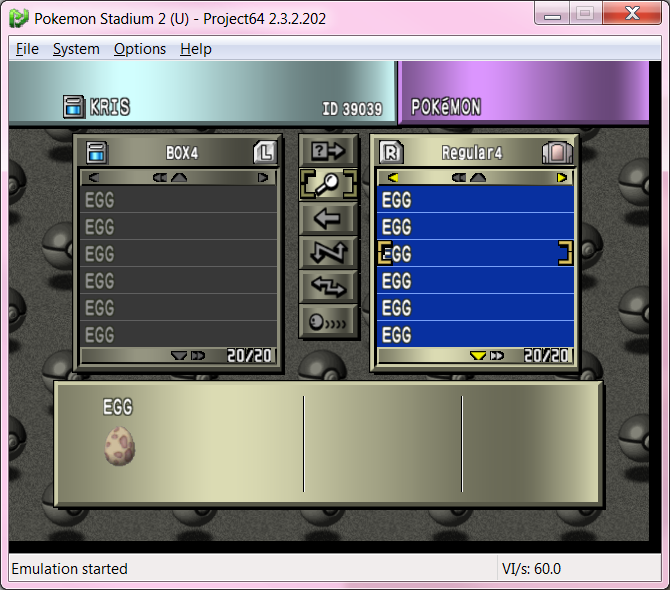 Pokemon Stadium 2 (U) - Project64 2.3.2.202
File System Options Help
KRIS
ID 39039
POKéMON
BOX4
L
?
R
Regular4
EGG
EGG
EGG
EGG
EGG
EGG
20/20
EGG
EGG
EGG
EGG
EGG
EGG
20/20
EGG
Emulation started
VI/s: 60.0